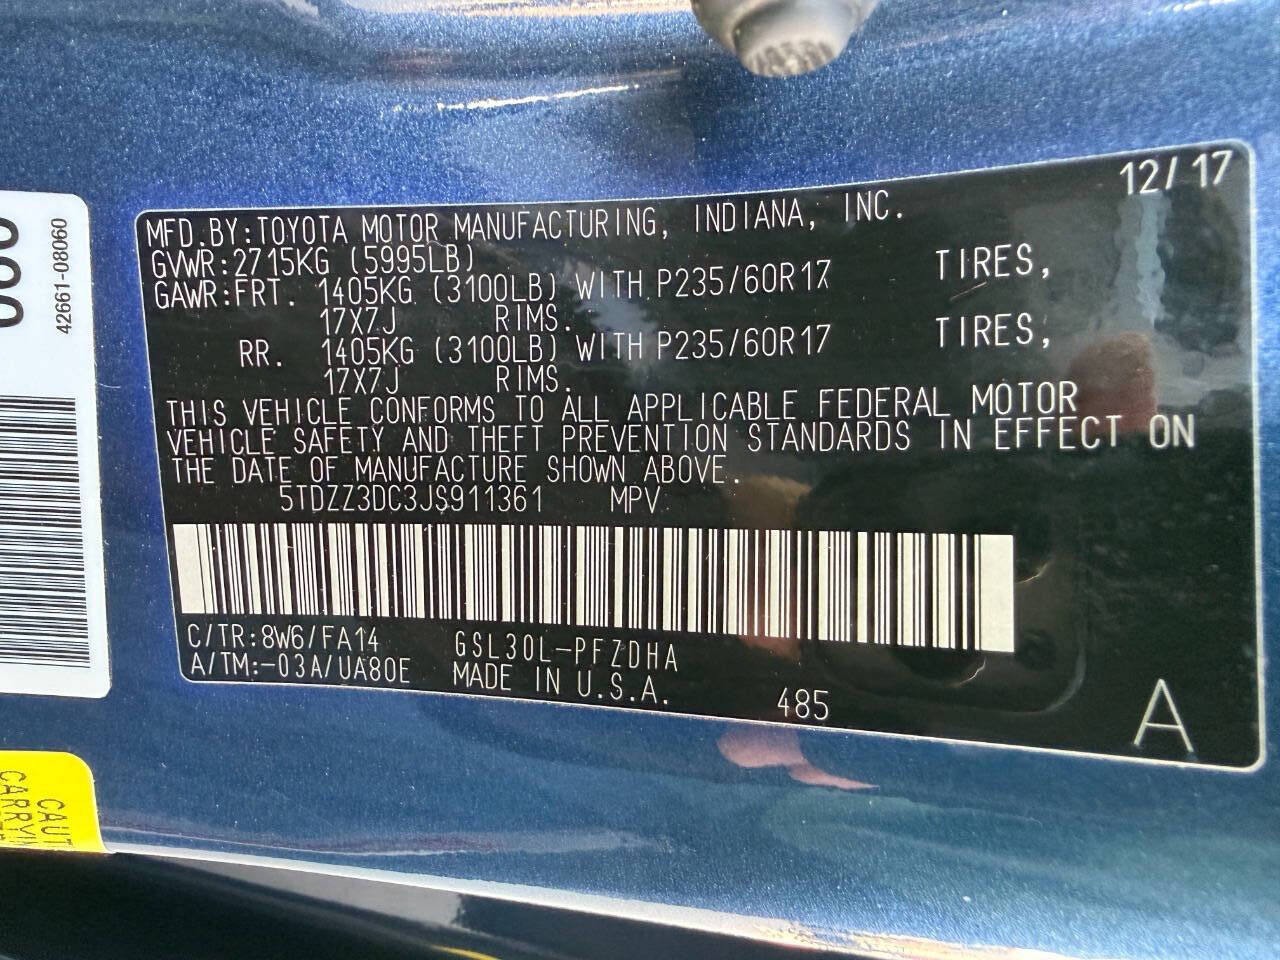 12/17
MFD.BY:TOYOTA MOTOR MANUFACTURING, INDIANA, INC.
GVWR:2715KG (5995LB)
GAWR:FRT. 1405KG (3100LB) WITH P235/60R17 TIRES,
17X7J RIMS.
RR. 1405KG (3100LB) WITH P235/60R17 TIRES,
17X7J RIMS.
THIS VEHICLE CONFORMS TO ALL APPLICABLE FEDERAL MOTOR
VEHICLE SAFETY AND THEFT PREVENTION STANDARDS IN EFFECT ON
THE DATE OF MANUFACTURE SHOWN ABOVE.
5TDZZ3DC3JS911361 MPV
C/TR:8W6/FA14 GSL30L-PFZDHA
A/TM:-03A/UA80E MADE IN U.S.A.
485
A
42661-08060
CAUT
CARRYI